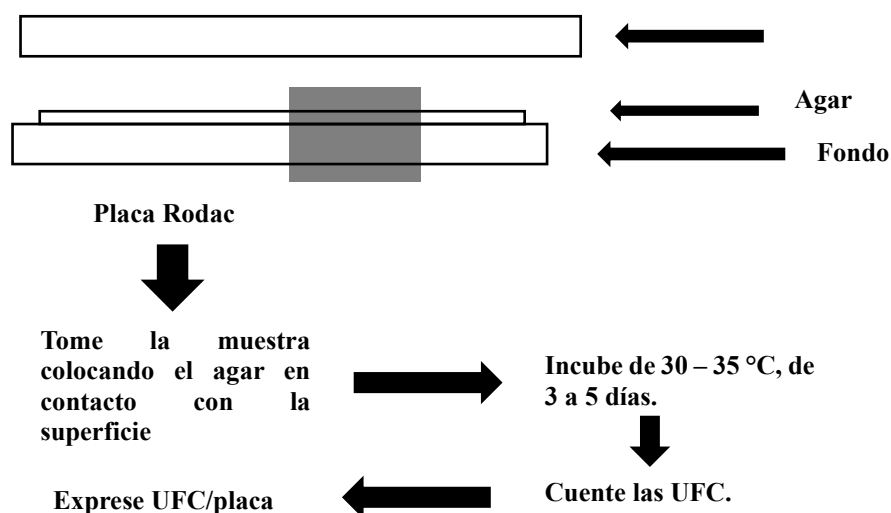 Agar
Fondo
Placa Rodac
Tome la muestra
colocando el agar en
contacto con la
superficie
Incube de 30 – 35 °C, de
3 a 5 días.
Cuente las UFC.
Exprese UFC/placa